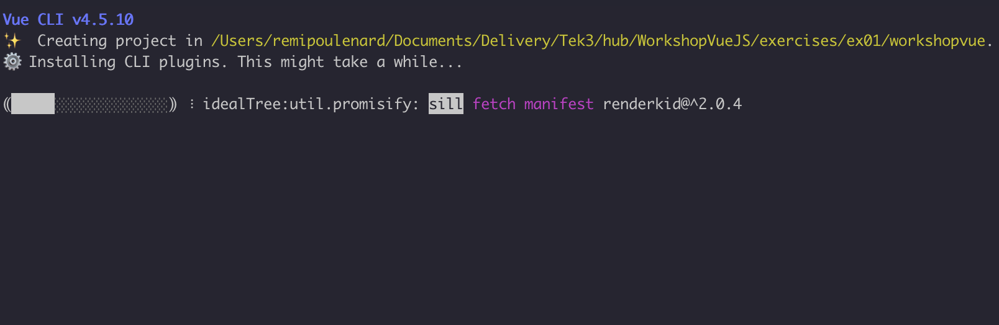 Vue CLI v4.5.10
✨ Creating project in /Users/remipoulenard/Documents/Delivery/Tek3/hub/WorkshopVueJS/exercises/ex01/workshopvue.
⚙️ Installing CLI plugins. This might take a while...
⸨█████░░░░░░░░░░░░░⸩ ⠇ idealTree:util.promisify: sill fetch manifest renderkid@^2.0.4